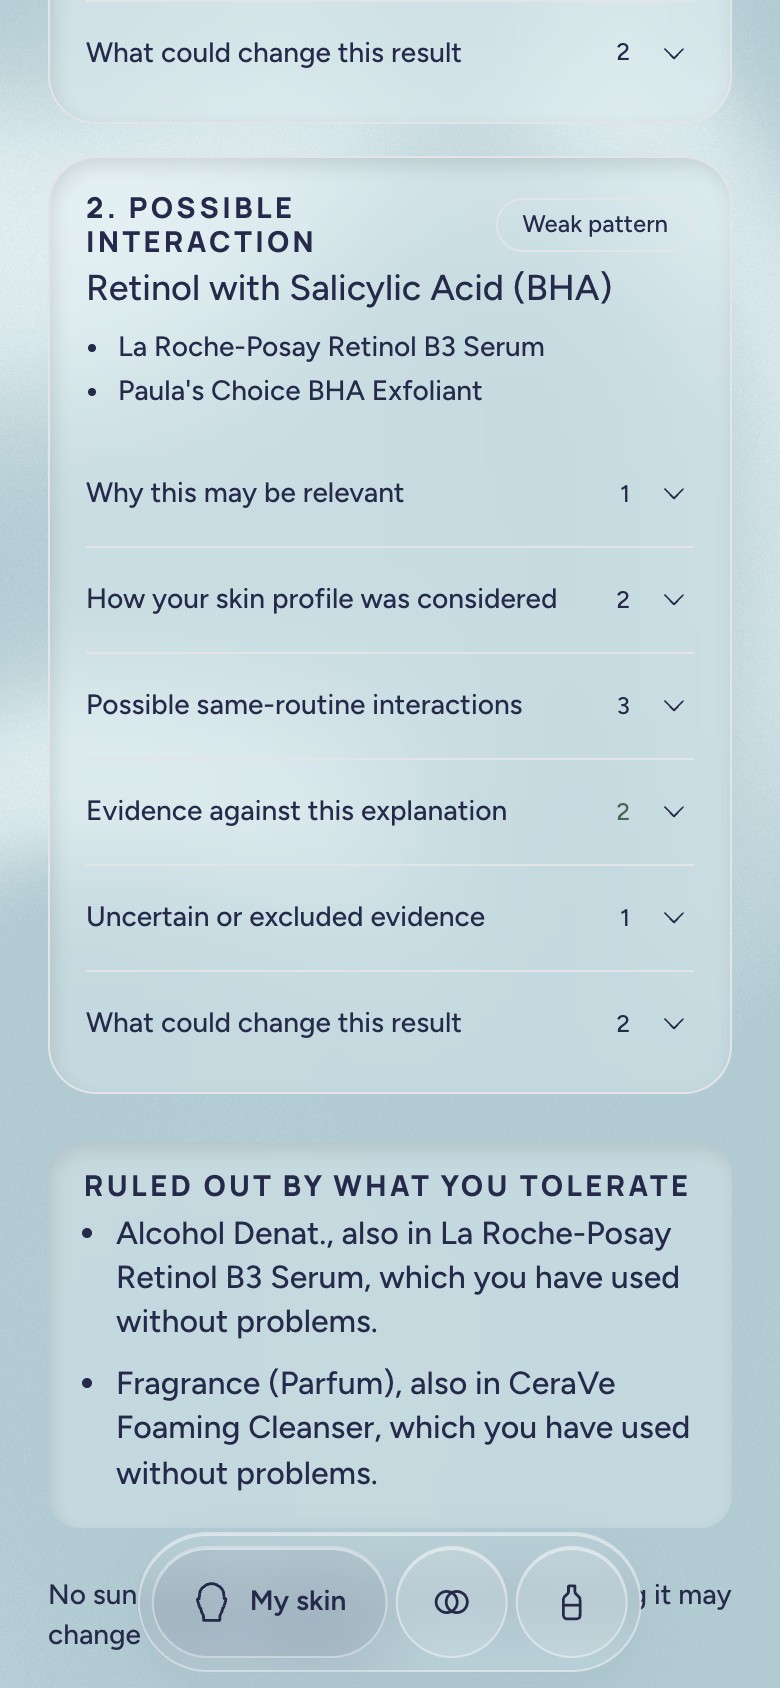 What could change this result 2
2. POSSIBLE
INTERACTION
Weak pattern
Retinol with Salicylic Acid (BHA)
• La Roche-Posay Retinol B3 Serum
• Paula's Choice BHA Exfoliant
Why this may be relevant 1
How your skin profile was considered 2
Possible same-routine interactions 3
Evidence against this explanation 2
Uncertain or excluded evidence 1
What could change this result 2
RULED OUT BY WHAT YOU TOLERATE
• Alcohol Denat., also in La Roche-Posay
Retinol B3 Serum, which you have used
without problems.
• Fragrance (Parfum), also in CeraVe
Foaming Cleanser, which you have used
without problems.
No sun it may
change
My skin